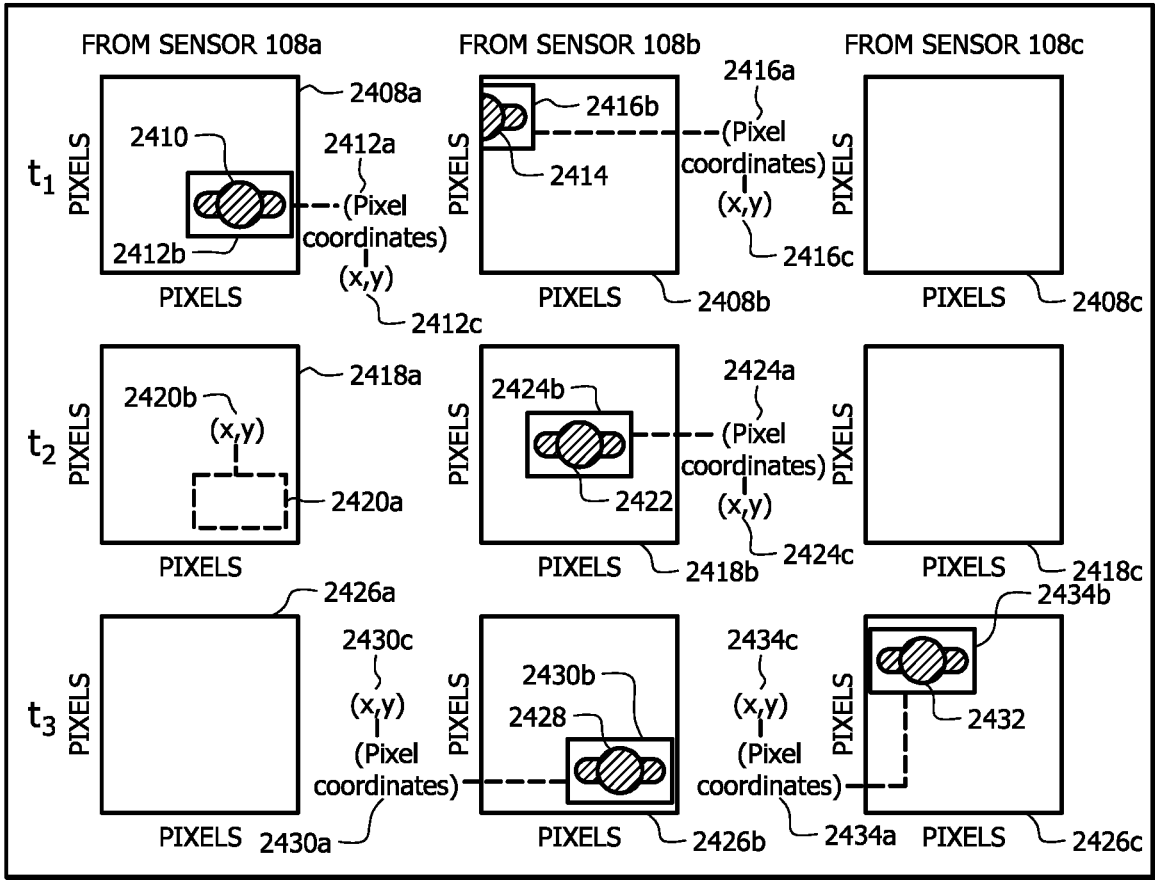 FROM SENSOR 108a
FROM SENSOR 108b
FROM SENSOR 108c
t1
PIXELS
2408a
2410
2412a
(Pixel
coordinates)
(x,y)
2412b
2412c
PIXELS
PIXELS
2416b
2414
2416a
(Pixel
coordinates)
(x,y)
2416c
PIXELS
2408b
PIXELS
PIXELS
2408c
t2
PIXELS
2418a
2420b
(x,y)
2420a
PIXELS
PIXELS
2424b
2422
2424a
(Pixel
coordinates)
(x,y)
2424c
PIXELS
2418b
PIXELS
PIXELS
2418c
t3
PIXELS
2426a
PIXELS
2430c
(x,y)
(Pixel
coordinates)
2430a
PIXELS
2430b
2428
PIXELS
2426b
2434c
(x,y)
(Pixel
coordinates)
2434a
PIXELS
2434b
2432
PIXELS
2426c